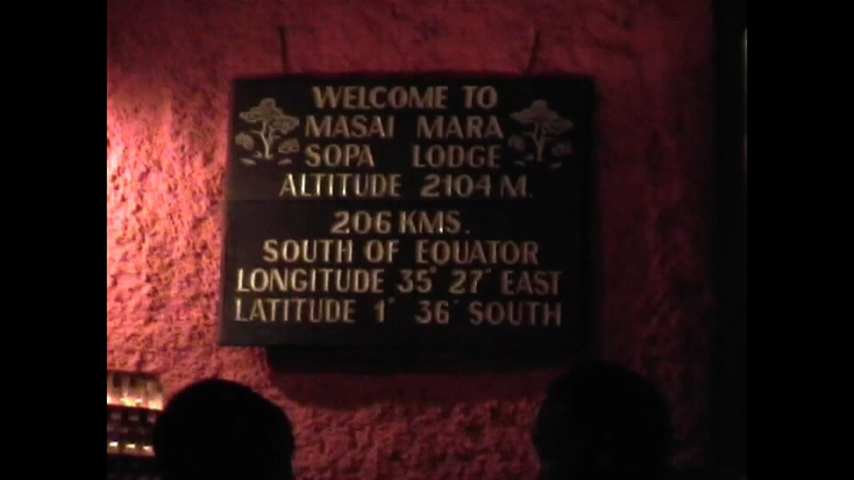 WELCOME TO
MASAI MARA
SOPA LODGE
ALTITUDE 2104 M.
206 KMS.
SOUTH OF EQUATOR
LONGITUDE 35° 27' EAST
LATITUDE 1° 36' SOUTH